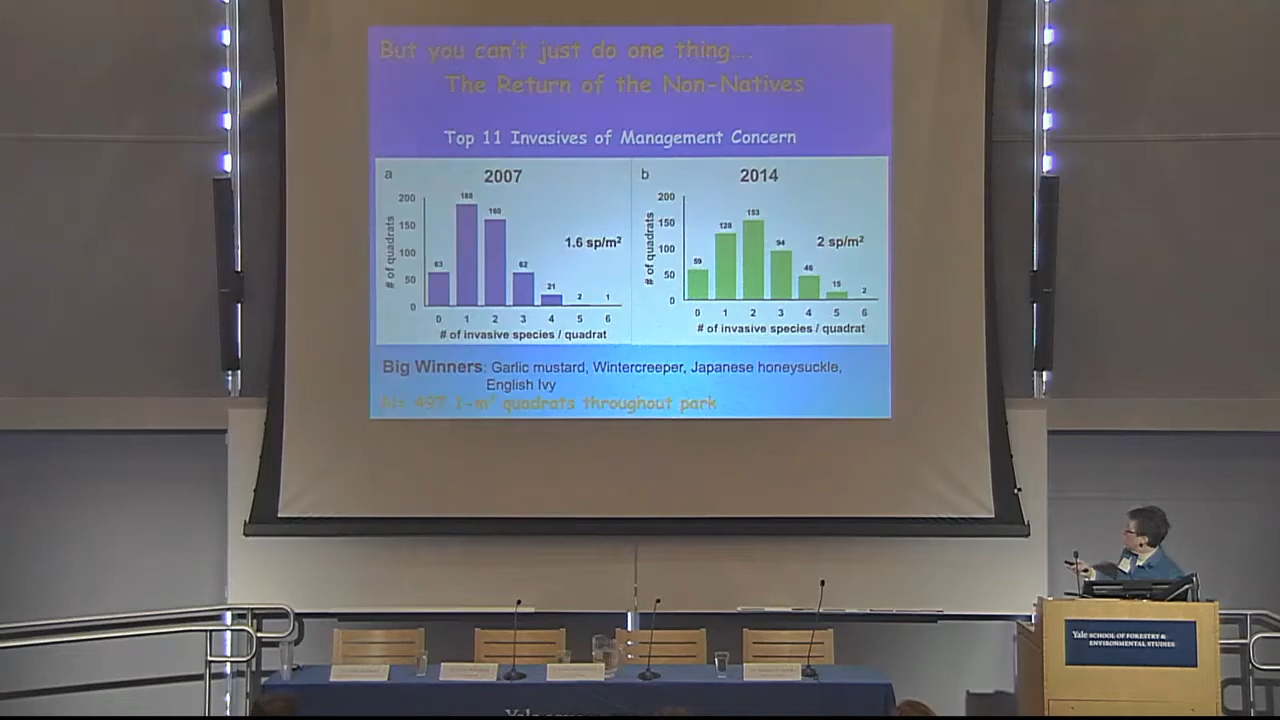 But you can't just do one thing....
The Return of the Non-Natives
Top 11 Invasives of Management Concern
a
2007
# of quadrats
200
150
100
50
0
63
188
160
62
21
2
1
1.6 sp/m²
0 1 2 3 4 5 6
# of invasive species / quadrat
b
2014
# of quadrats
200
150
100
50
0
59
128
153
94
46
15
2
2 sp/m²
0 1 2 3 4 5 6
# of invasive species / quadrat
Big Winners: Garlic mustard, Wintercreeper, Japanese honeysuckle,
English Ivy
N= 497 1-m² quadrats throughout park
Yale SCHOOL OF FORESTRY &
ENVIRONMENTAL STUDIES
Yale